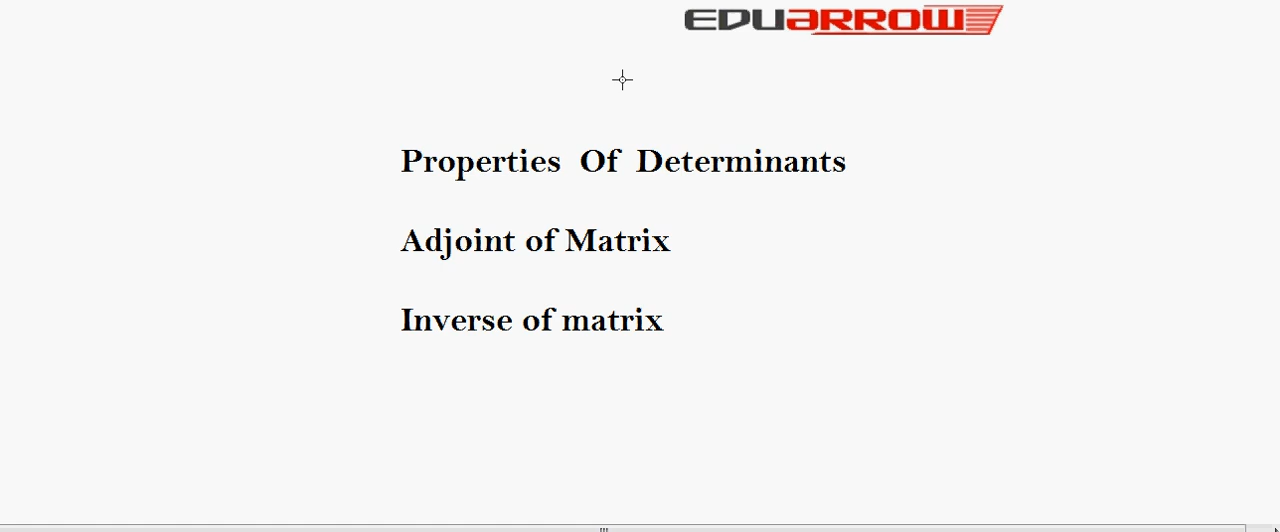 EDUARROW
Properties Of Determinants
Adjoint of Matrix
Inverse of matrix